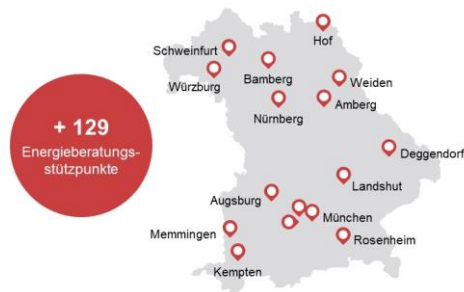 Hof
Schweinfurt
Bamberg
Weiden
Würzburg
Amberg
Nürnberg
+ 129
Energieberatungs-
stützpunkte
Deggendorf
Landshut
Augsburg
München
Memmingen
Rosenheim
Kempten